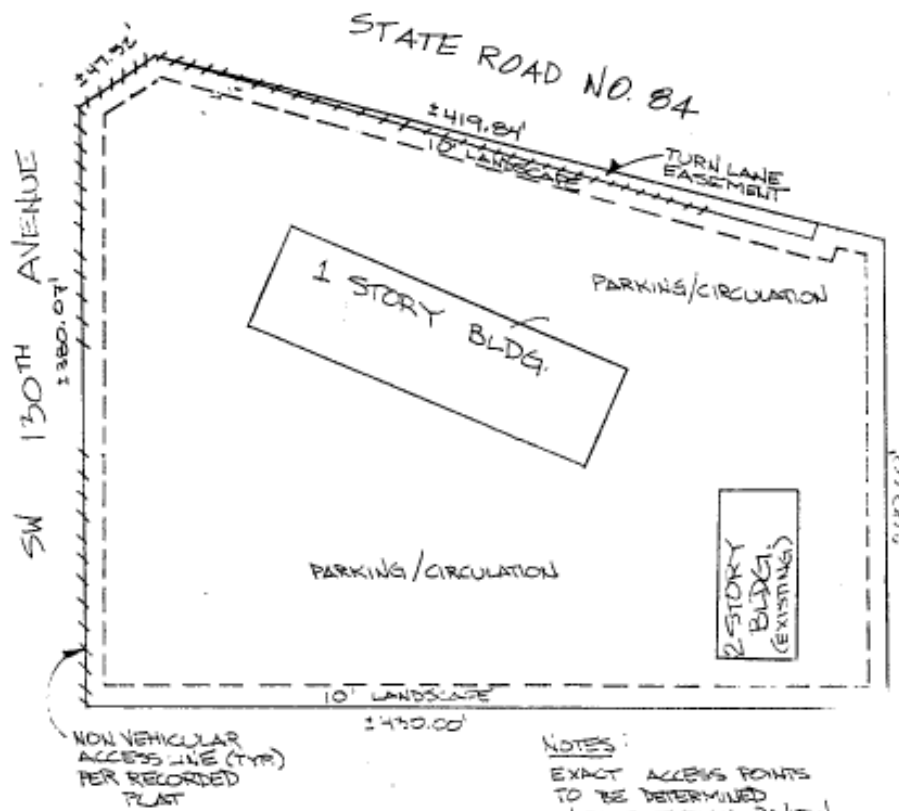 STATE ROAD NO. 84
±47.92'
±419.84'
10' LANDSCAPE
TURN LANE
EASEMENT
SW 130TH AVENUE
±380.07'
1 STORY BLDG.
PARKING/CIRCULATION
PARKING/CIRCULATION
2 STORY
BLDG.
(EXISTING)
10' LANDSCAPE
±430.00'
NON VEHICULAR
ACCESS LINE (TYP)
PER RECORDED
PLAT
NOTES:
EXACT ACCESS POINTS
TO BE DETERMINED